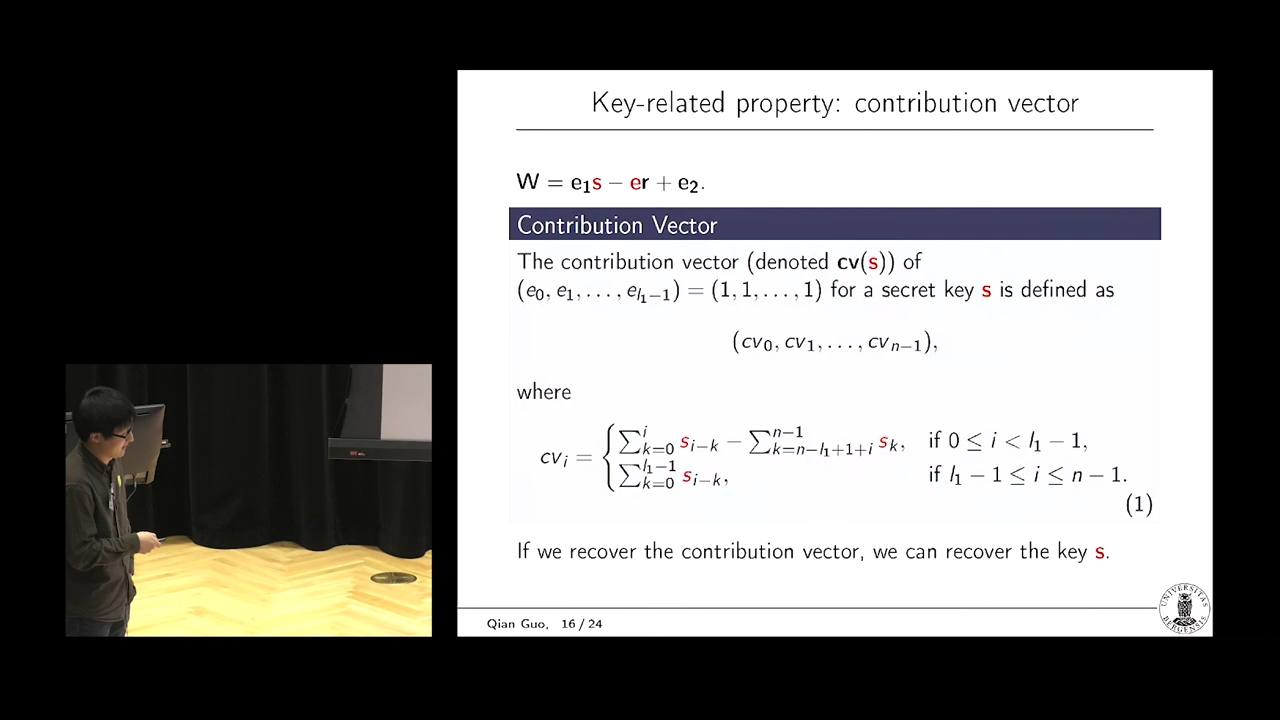 Key-related property: contribution vector
W = e₁s − er + e₂.
Contribution Vector
The contribution vector (denoted cv(s)) of
(e₀, e₁, . . . , e_{l₁−1}) = (1, 1, . . . , 1) for a secret key s is defined as
(cv₀, cv₁, . . . , cv_{n−1}),
where
cv_i = { ∑_{k=0}^{i} s_{i−k} − ∑_{k=n−l₁+1+i}^{n−1} s_k, if 0 ≤ i < l₁ − 1,
∑_{k=0}^{l₁−1} s_{i−k}, if l₁ − 1 ≤ i ≤ n − 1.
(1)
If we recover the contribution vector, we can recover the key s.
Qian Guo, 16 / 24
UNIVERSITAS BERGENSIS